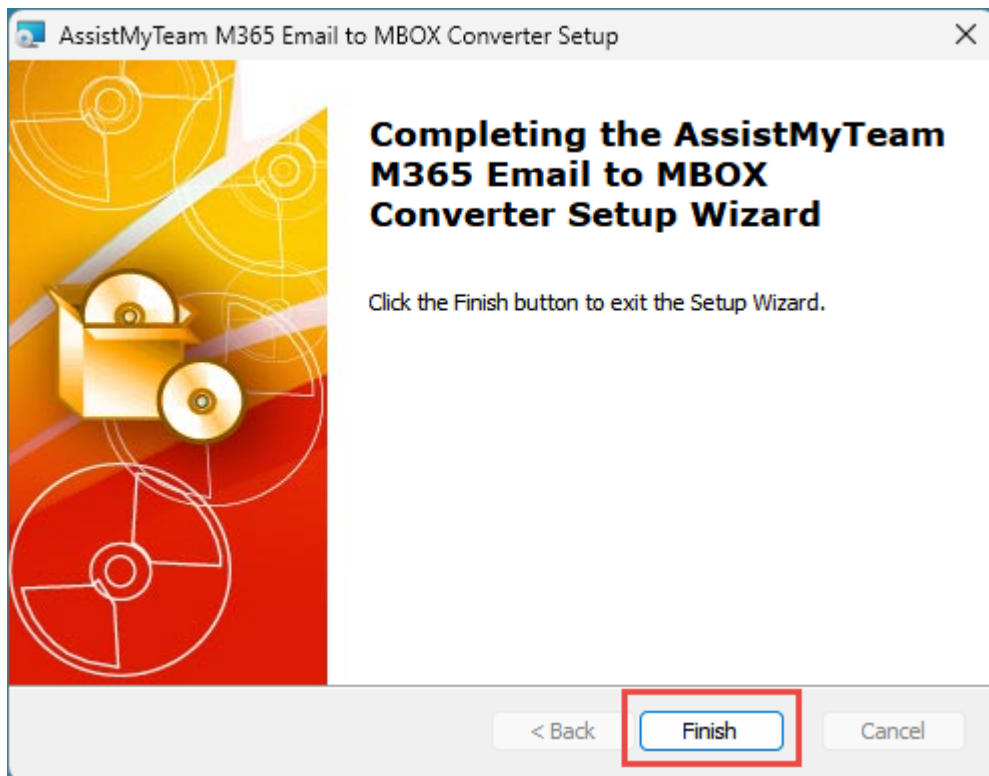 AssistMyTeam M365 Email to MBOX Converter Setup
Completing the AssistMyTeam
M365 Email to MBOX
Converter Setup Wizard
Click the Finish button to exit the Setup Wizard.
< Back Finish Cancel